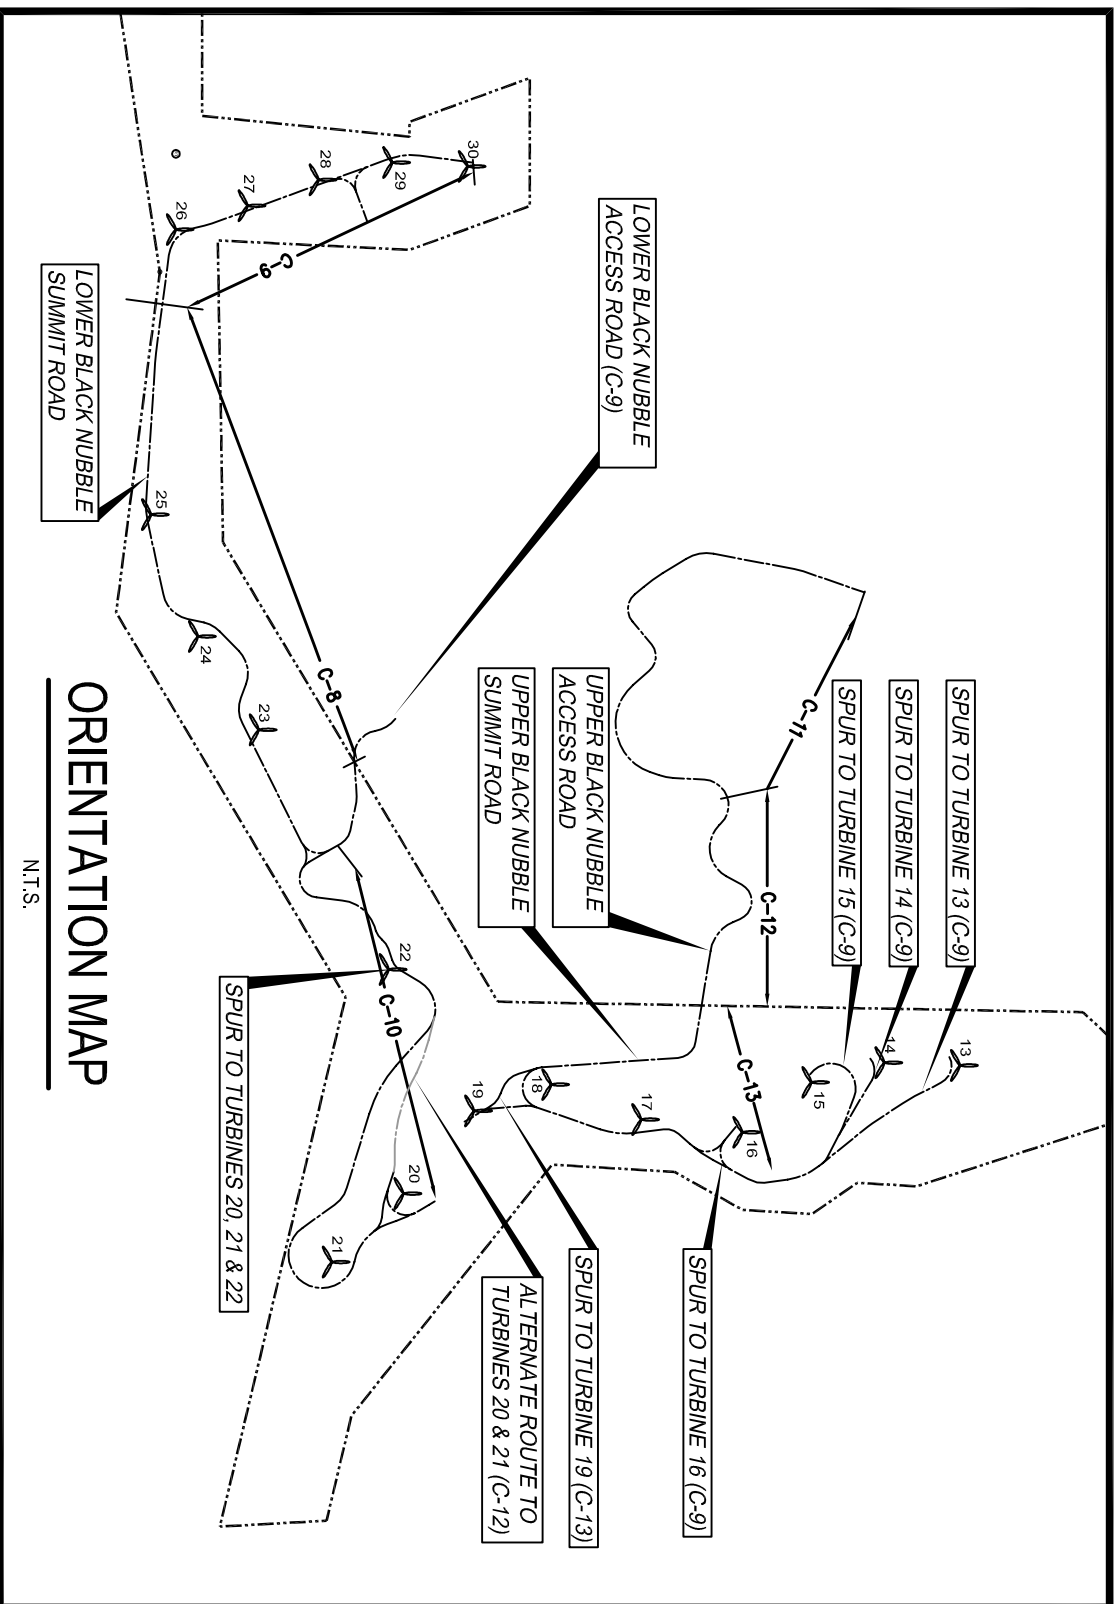 SPUR TO TURBINE 13 (C-9)
SPUR TO TURBINE 14 (C-9)
SPUR TO TURBINE 15 (C-9)
C-11
C-12
C-13
13
14
15
16
17
18
19
SPUR TO TURBINE 16 (C-9)
LOWER BLACK NUBBLE
ACCESS ROAD (C-9)
UPPER BLACK NUBBLE
ACCESS ROAD
UPPER BLACK NUBBLE
SUMMIT ROAD
SPUR TO TURBINE 19 (C-13)
ALTERNATE ROUTE TO
TURBINES 20 & 21 (C-12)
30
29
28
27
26
C-9
C-8
C-10
25
24
23
22
20
21
SPUR TO TURBINES 20, 21 & 22
LOWER BLACK NUBBLE
SUMMIT ROAD
ORIENTATION MAP
N.T.S.